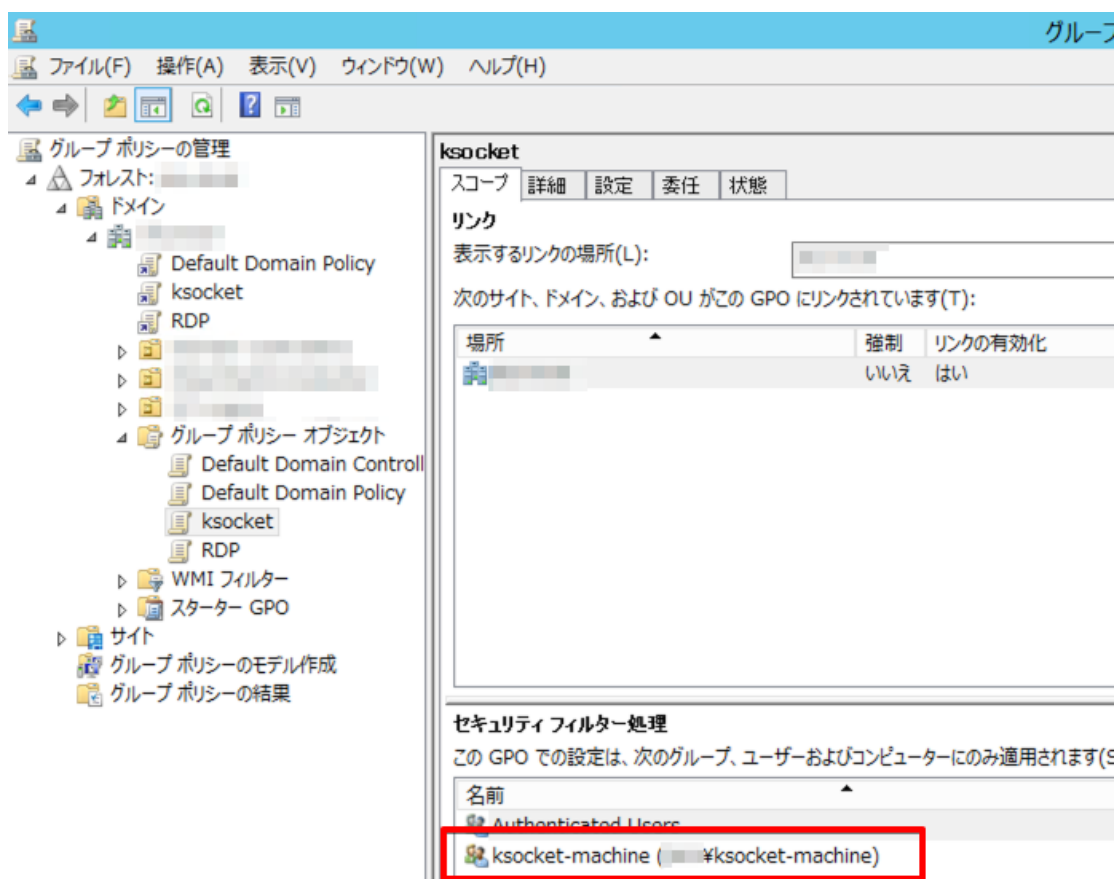 グループ
ファイル(F) 操作(A) 表示(V) ウィンドウ(W) ヘルプ(H)
グループ ポリシーの管理
フォレスト:
ドメイン
Default Domain Policy
ksocket
RDP
グループ ポリシー オブジェクト
Default Domain Controll
Default Domain Policy
ksocket
RDP
WMI フィルター
スターター GPO
サイト
グループ ポリシーのモデル作成
グループ ポリシーの結果
ksocket
スコープ 詳細 設定 委任 状態
リンク
表示するリンクの場所(L):
次のサイト、ドメイン、および OU がこの GPO にリンクされています(T):
場所 強制 リンクの有効化
いいえ はい
セキュリティ フィルター処理
この GPO での設定は、次のグループ、ユーザーおよびコンピューターにのみ適用されます(S
名前
Authenticated Users
ksocket-machine ( ¥ksocket-machine)